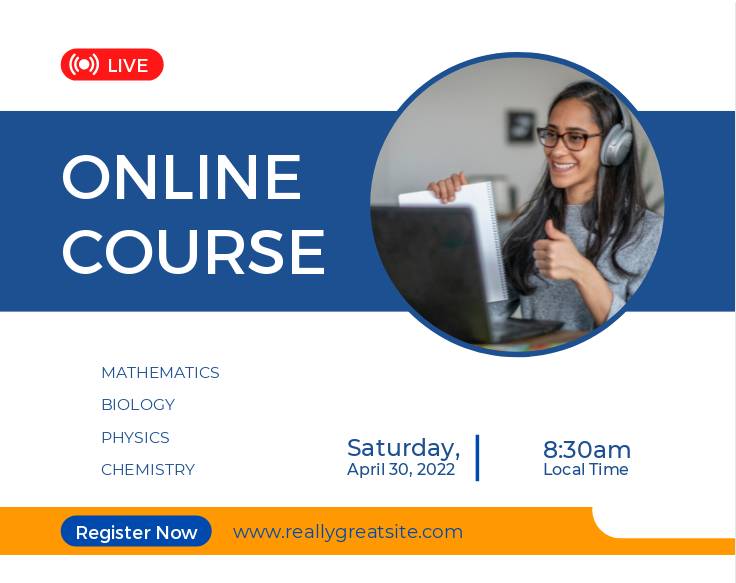 LIVE
ONLINE
COURSE
MATHEMATICS
BIOLOGY
PHYSICS
CHEMISTRY
Saturday,
April 30, 2022
8:30am
Local Time
Register Now
www.reallygreatsite.com